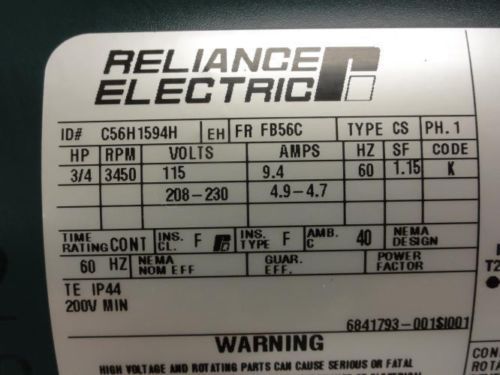 RELIANCE
ELECTRIC
ID# C56H1594H EH FR FB56C TYPE CS PH. 1
HP RPM VOLTS AMPS HZ SF CODE
3/4 3450 115 9.4 60 1.15 K
208-230 4.9-4.7
TIME RATING CONT INS. CL. F INS. TYPE F AMB. C 40 NEMA DESIGN
60 HZ NEMA NOM EFF GUAR. EFF. POWER FACTOR
TE IP44
200V MIN
6841793-001SI001
WARNING
HIGH VOLTAGE AND ROTATING PARTS CAN CAUSE SERIOUS OR FATAL
CON
ROTA